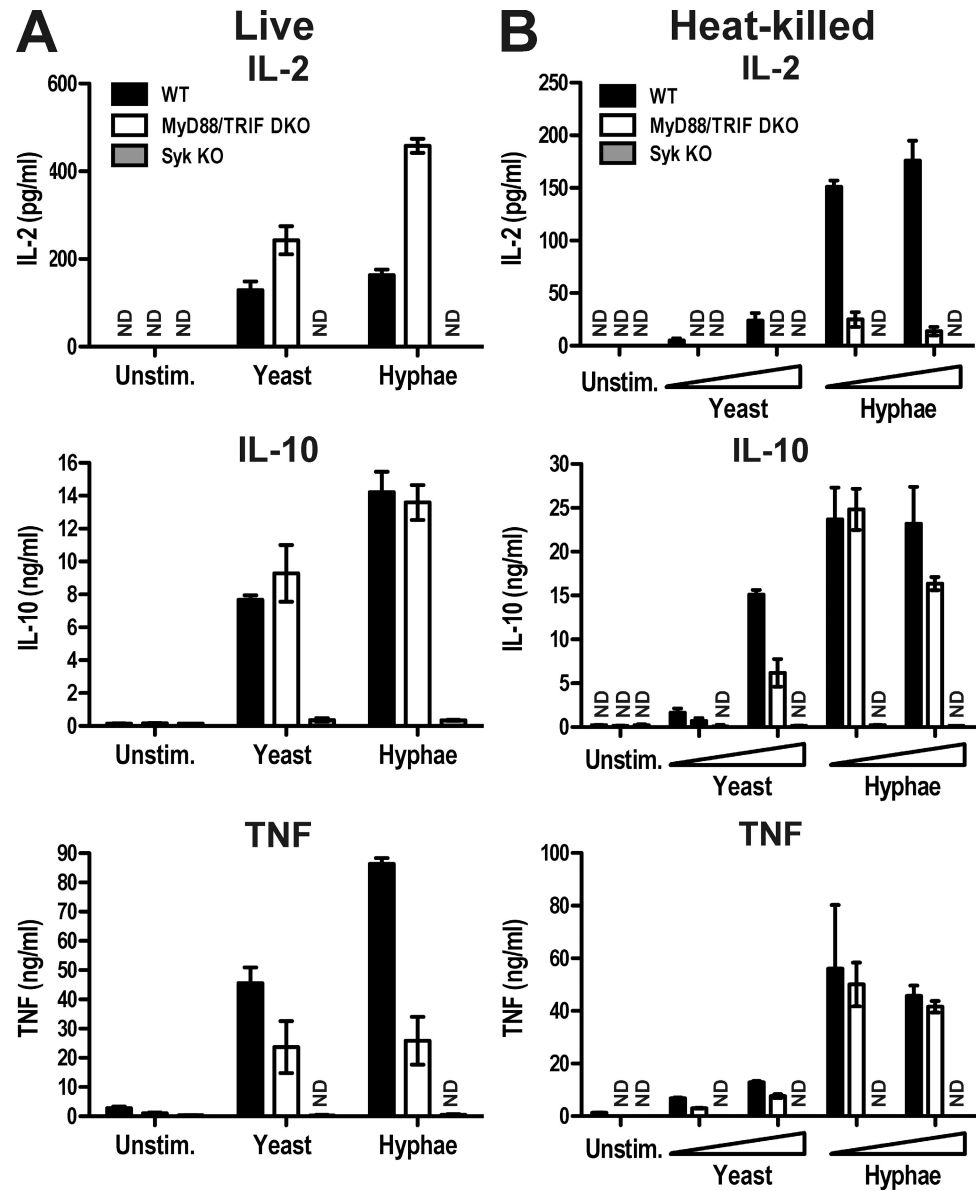 A
Live
IL-2
IL-2 (pg/ml)
600
400
200
0
WT
MyD88/TRIF DKO
Syk KO
ND ND ND ND ND
Unstim. Yeast Hyphae
IL-10
IL-10 (ng/ml)
16
14
12
10
8
6
4
2
0
Unstim. Yeast Hyphae
TNF
TNF (ng/ml)
90
80
70
60
50
40
30
20
10
0
ND ND
Unstim. Yeast Hyphae
B
Heat-killed
IL-2
IL-2 (pg/ml)
250
200
150
100
50
0
WT
MyD88/TRIF DKO
Syk KO
ND ND ND ND ND ND ND ND ND
Unstim.
Yeast Hyphae
IL-10
IL-10 (ng/ml)
30
25
20
15
10
5
0
ND ND ND ND ND ND ND
Unstim.
Yeast Hyphae
TNF
TNF (ng/ml)
100
80
60
40
20
0
ND ND ND ND ND ND
Unstim.
Yeast Hyphae